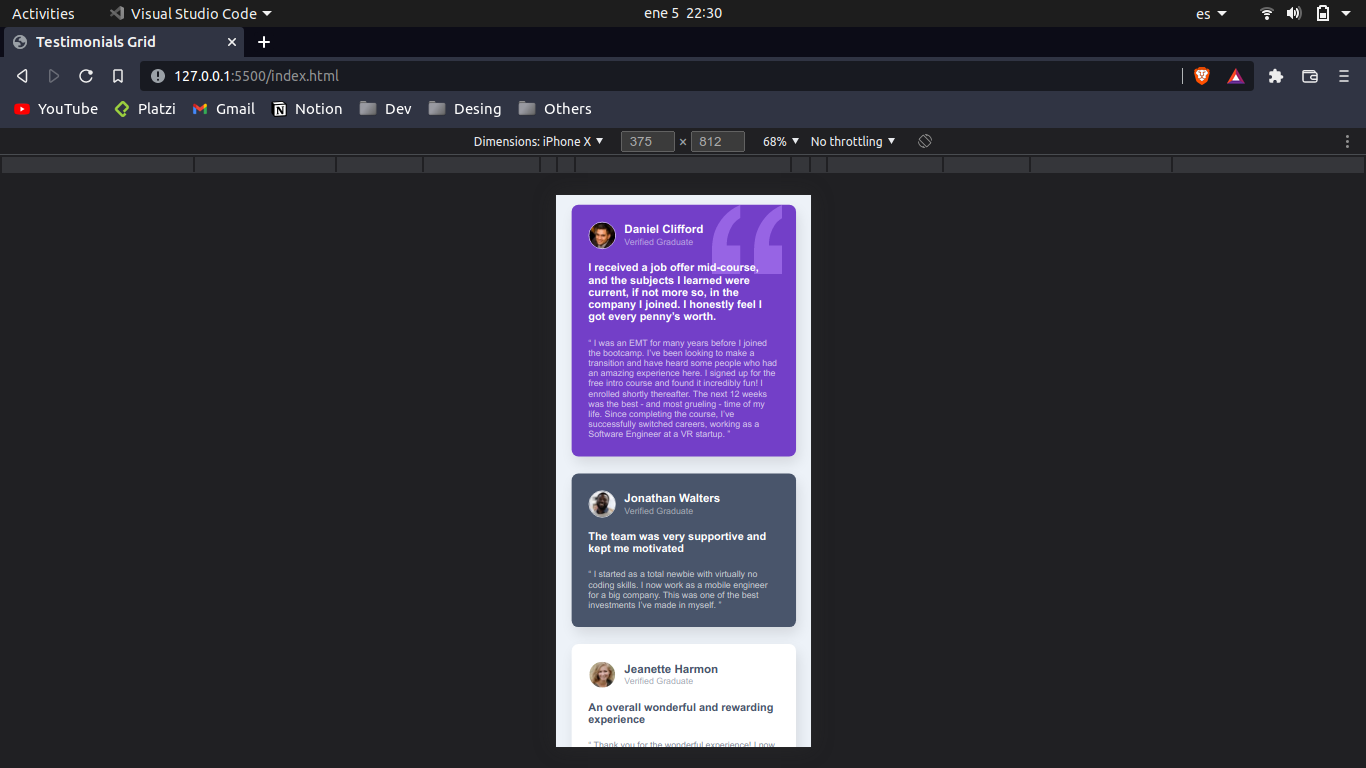 Activities Visual Studio Code ene 5 22:30 es
Testimonials Grid
127.0.0.1:5500/index.html
YouTube Platzi Gmail Notion Dev Desing Others
Dimensions: iPhone X 375 × 812 68% No throttling
Daniel Clifford
Verified Graduate
I received a job offer mid-course,
and the subjects I learned were
current, if not more so, in the
company I joined. I honestly feel I
got every penny’s worth.
“ I was an EMT for many years before I joined
the bootcamp. I’ve been looking to make a
transition and have heard some people who had
an amazing experience here. I signed up for the
free intro course and found it incredibly fun! I
enrolled shortly thereafter. The next 12 weeks
was the best - and most grueling - time of my
life. Since completing the course, I’ve
successfully switched careers, working as a
Software Engineer at a VR startup. ”
Jonathan Walters
Verified Graduate
The team was very supportive and
kept me motivated
“ I started as a total newbie with virtually no
coding skills. I now work as a mobile engineer
for a big company. This was one of the best
investments I’ve made in myself. ”
Jeanette Harmon
Verified Graduate
An overall wonderful and rewarding
experience
“ Thank you for the wonderful experience! I now